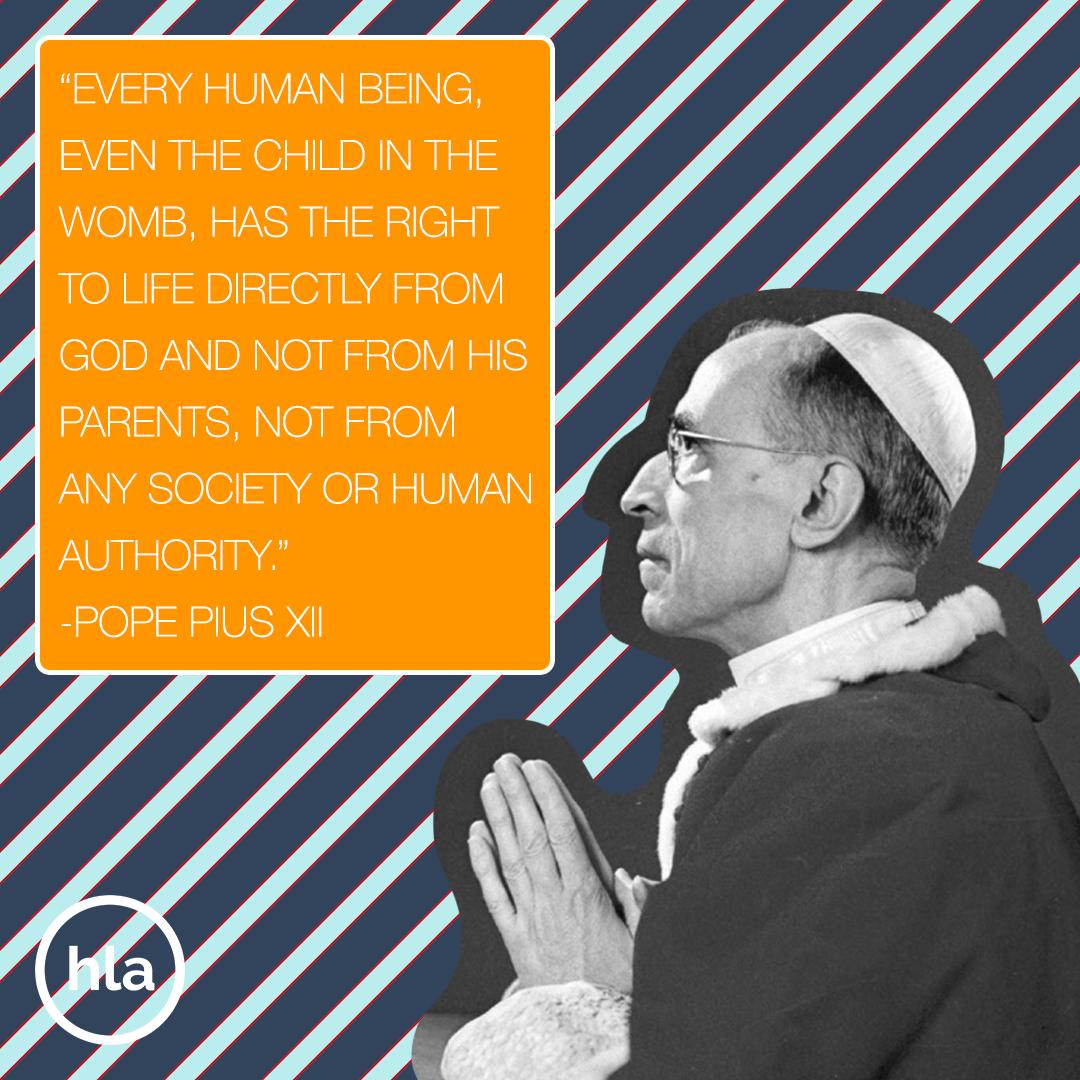 “EVERY HUMAN BEING,
EVEN THE CHILD IN THE
WOMB, HAS THE RIGHT
TO LIFE DIRECTLY FROM
GOD AND NOT FROM HIS
PARENTS, NOT FROM
ANY SOCIETY OR HUMAN
AUTHORITY.”
-POPE PIUS XII
hla